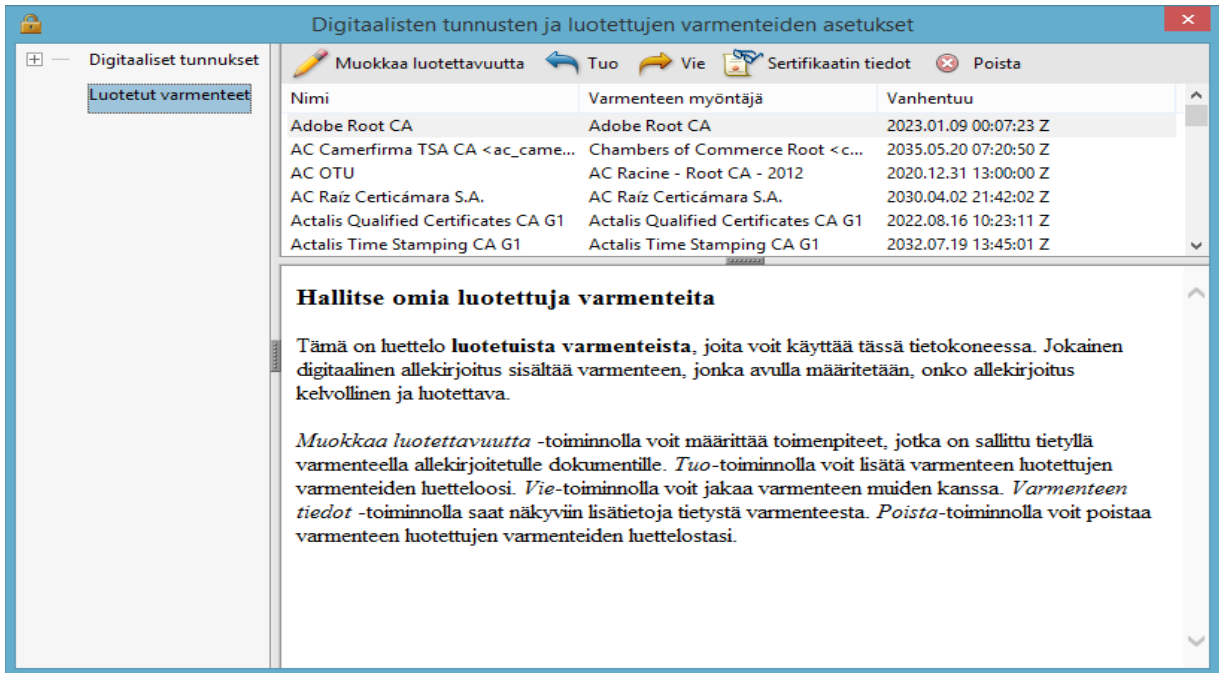 Digitaalisten tunnusten ja luotettujen varmenteiden asetukset
Digitaaliset tunnukset
Luotetut varmenteet
Muokkaa luotettavuutta Tuo Vie Sertifikaatin tiedot Poista
Nimi Varmenteen myöntäjä Vanhentuu
Adobe Root CA Adobe Root CA 2023.01.09 00:07:23 Z
AC Camerfirma TSA CA <ac_came... Chambers of Commerce Root <c... 2035.05.20 07:20:50 Z
AC OTU AC Racine - Root CA - 2012 2020.12.31 13:00:00 Z
AC Raíz Certicámara S.A. AC Raíz Certicámara S.A. 2030.04.02 21:42:02 Z
Actalis Qualified Certificates CA G1 Actalis Qualified Certificates CA G1 2022.08.16 10:23:11 Z
Actalis Time Stamping CA G1 Actalis Time Stamping CA G1 2032.07.19 13:45:01 Z
Hallitse omia luotettuja varmenteita
Tämä on luettelo luotetuista varmenteista, joita voit käyttää tässä tietokoneessa. Jokainen
digitaalinen allekirjoitus sisältää varmenteen, jonka avulla määritetään, onko allekirjoitus
kelvollinen ja luotettava.
Muokkaa luotettavuutta -toiminnolla voit määrittää toimenpiteet, jotka on sallittu tietyllä
varmenteella allekirjoitetulle dokumentille. Tuo-toiminnolla voit lisätä varmenteen luotettujen
varmenteiden luetteloosi. Vie-toiminnolla voit jakaa varmenteen muiden kanssa. Varmenteen
tiedot -toiminnolla saat näkyviin lisätietoja tietystä varmenteesta. Poista-toiminnolla voit poistaa
varmenteen luotettujen varmenteiden luettelostasi.